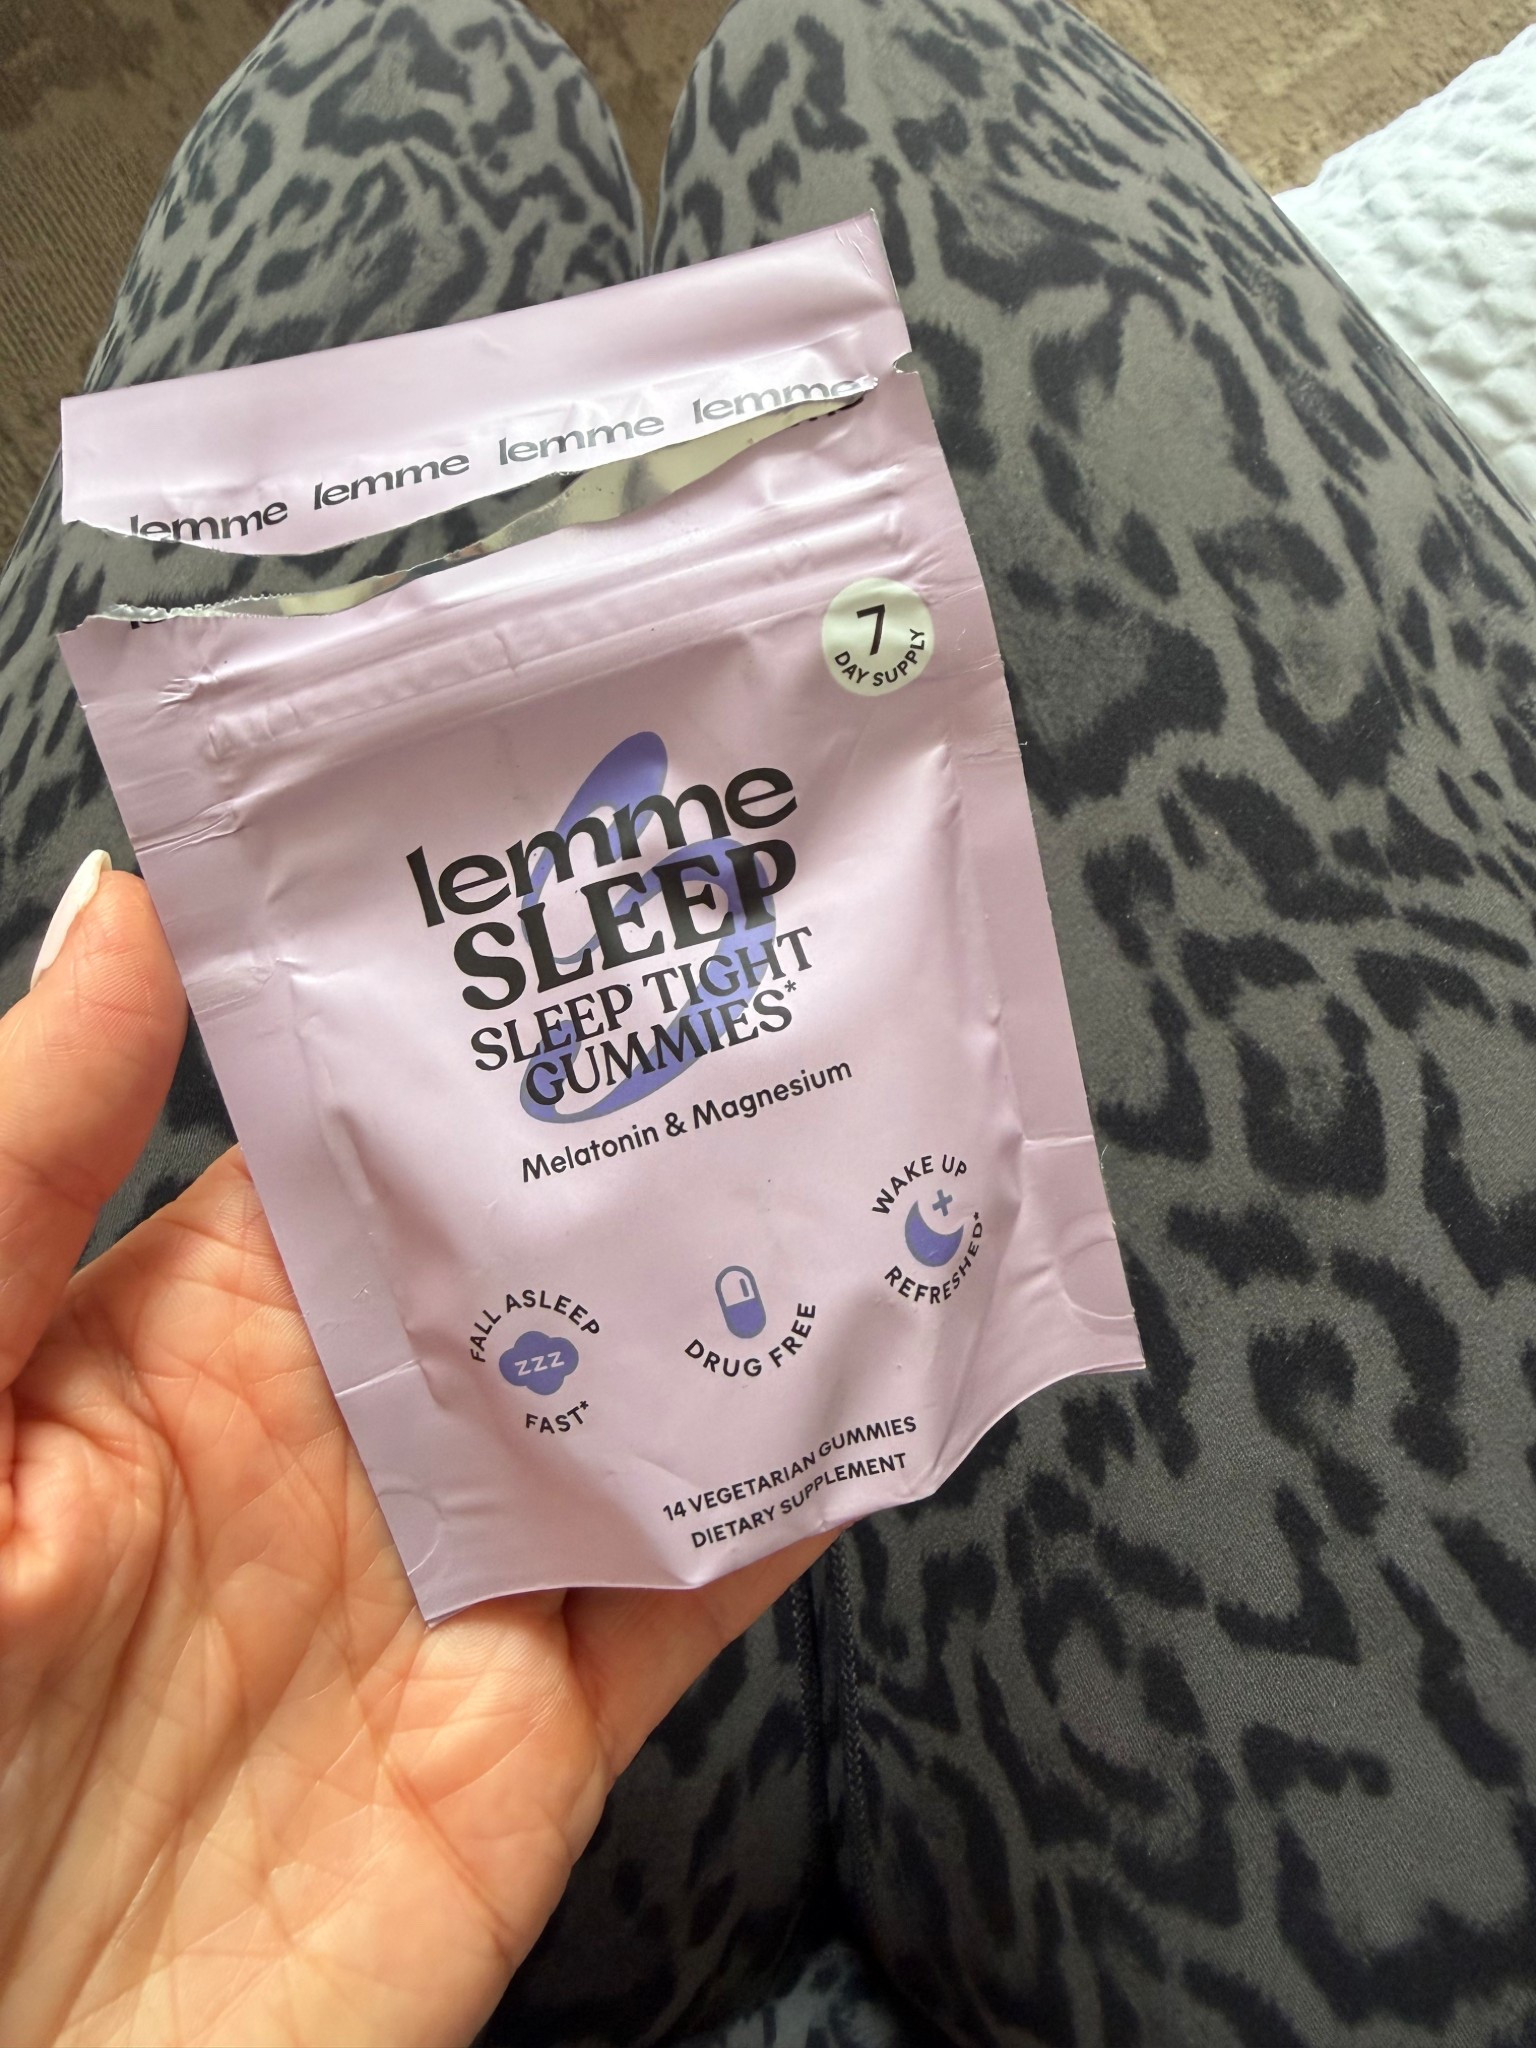 lemme lemme lemme lemme
7
DAY SUPPLY
lemme
SLEEP
SLEEP TIGHT
GUMMIES*
Melatonin & Magnesium
FALL ASLEEP
zzz
FAST*
DRUG FREE
WAKE UP
REFRESHED*
14 VEGETARIAN GUMMIES
DIETARY SUPPLEMENT